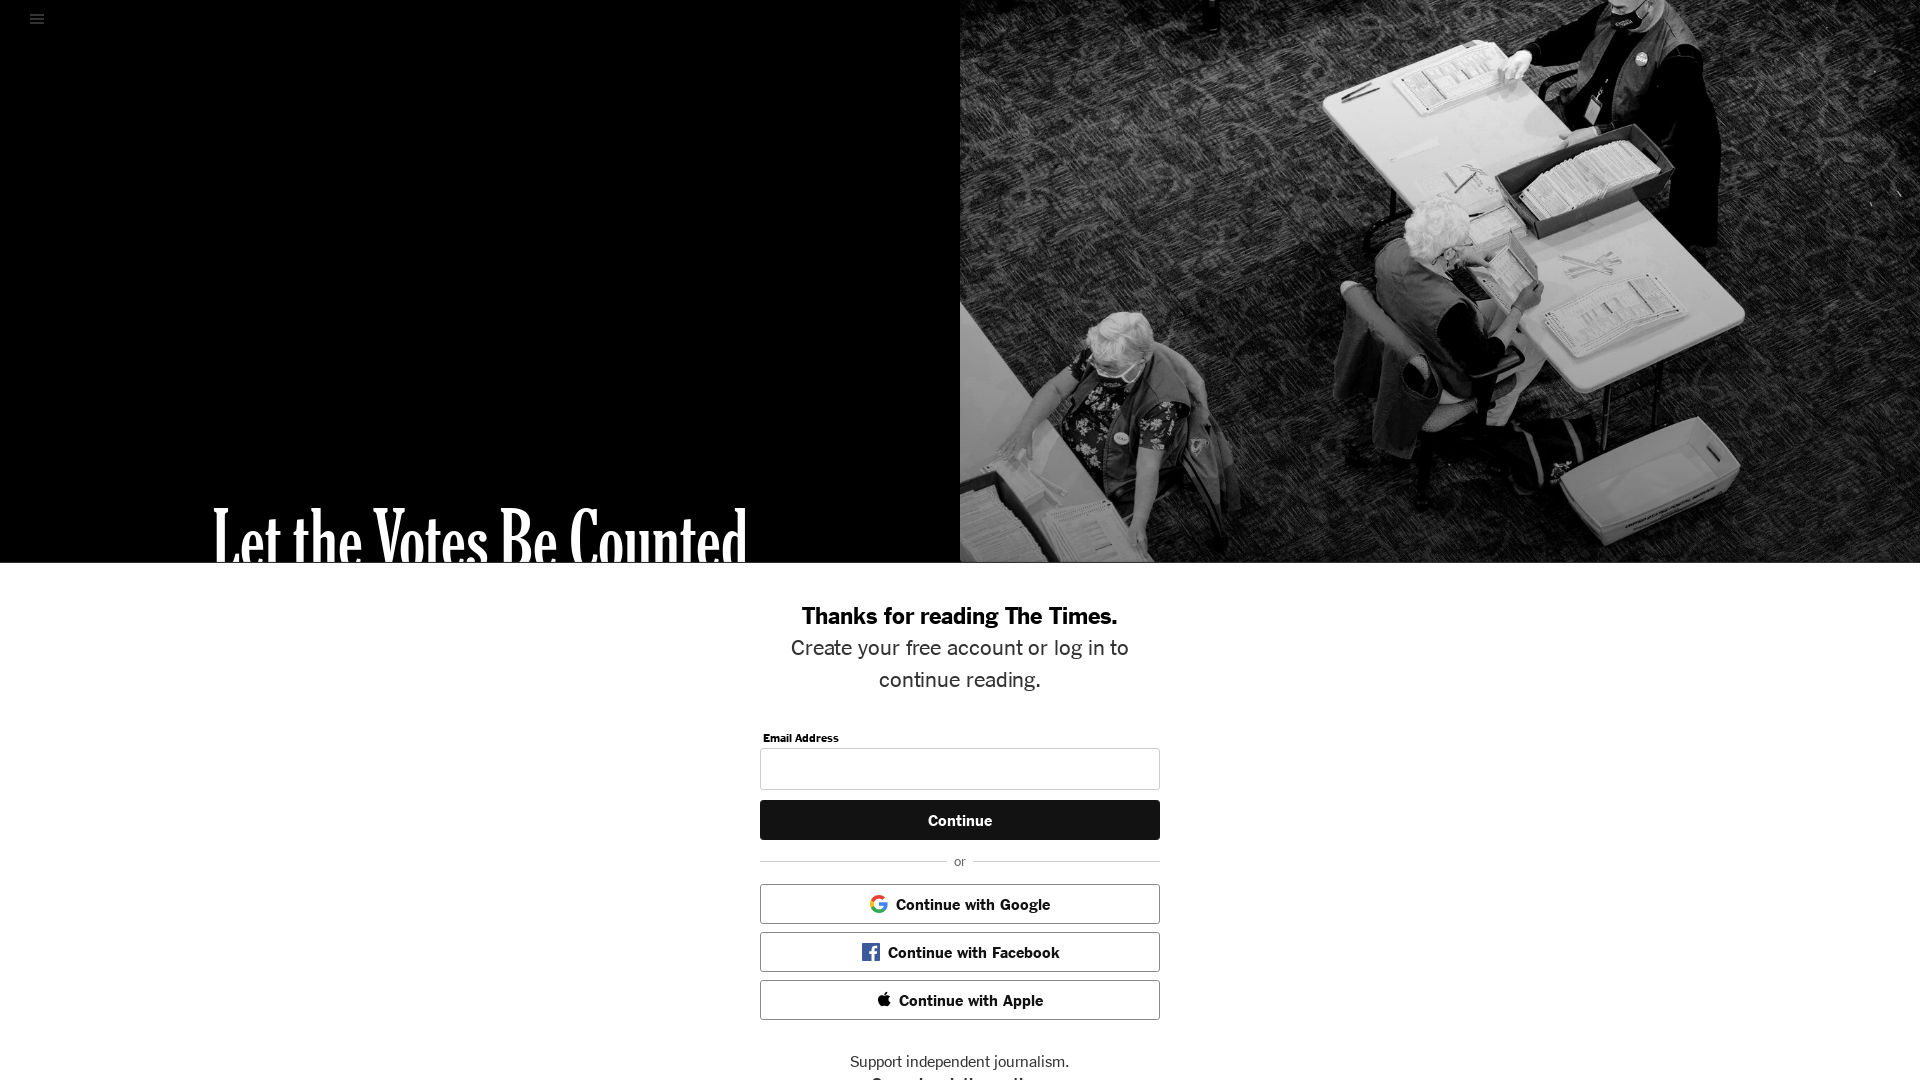 Let the Votes Be Counted
Thanks for reading The Times.
Create your free account or log in to
continue reading.
Email Address
Continue
or
Continue with Google
Continue with Facebook
Continue with Apple
Support independent journalism.